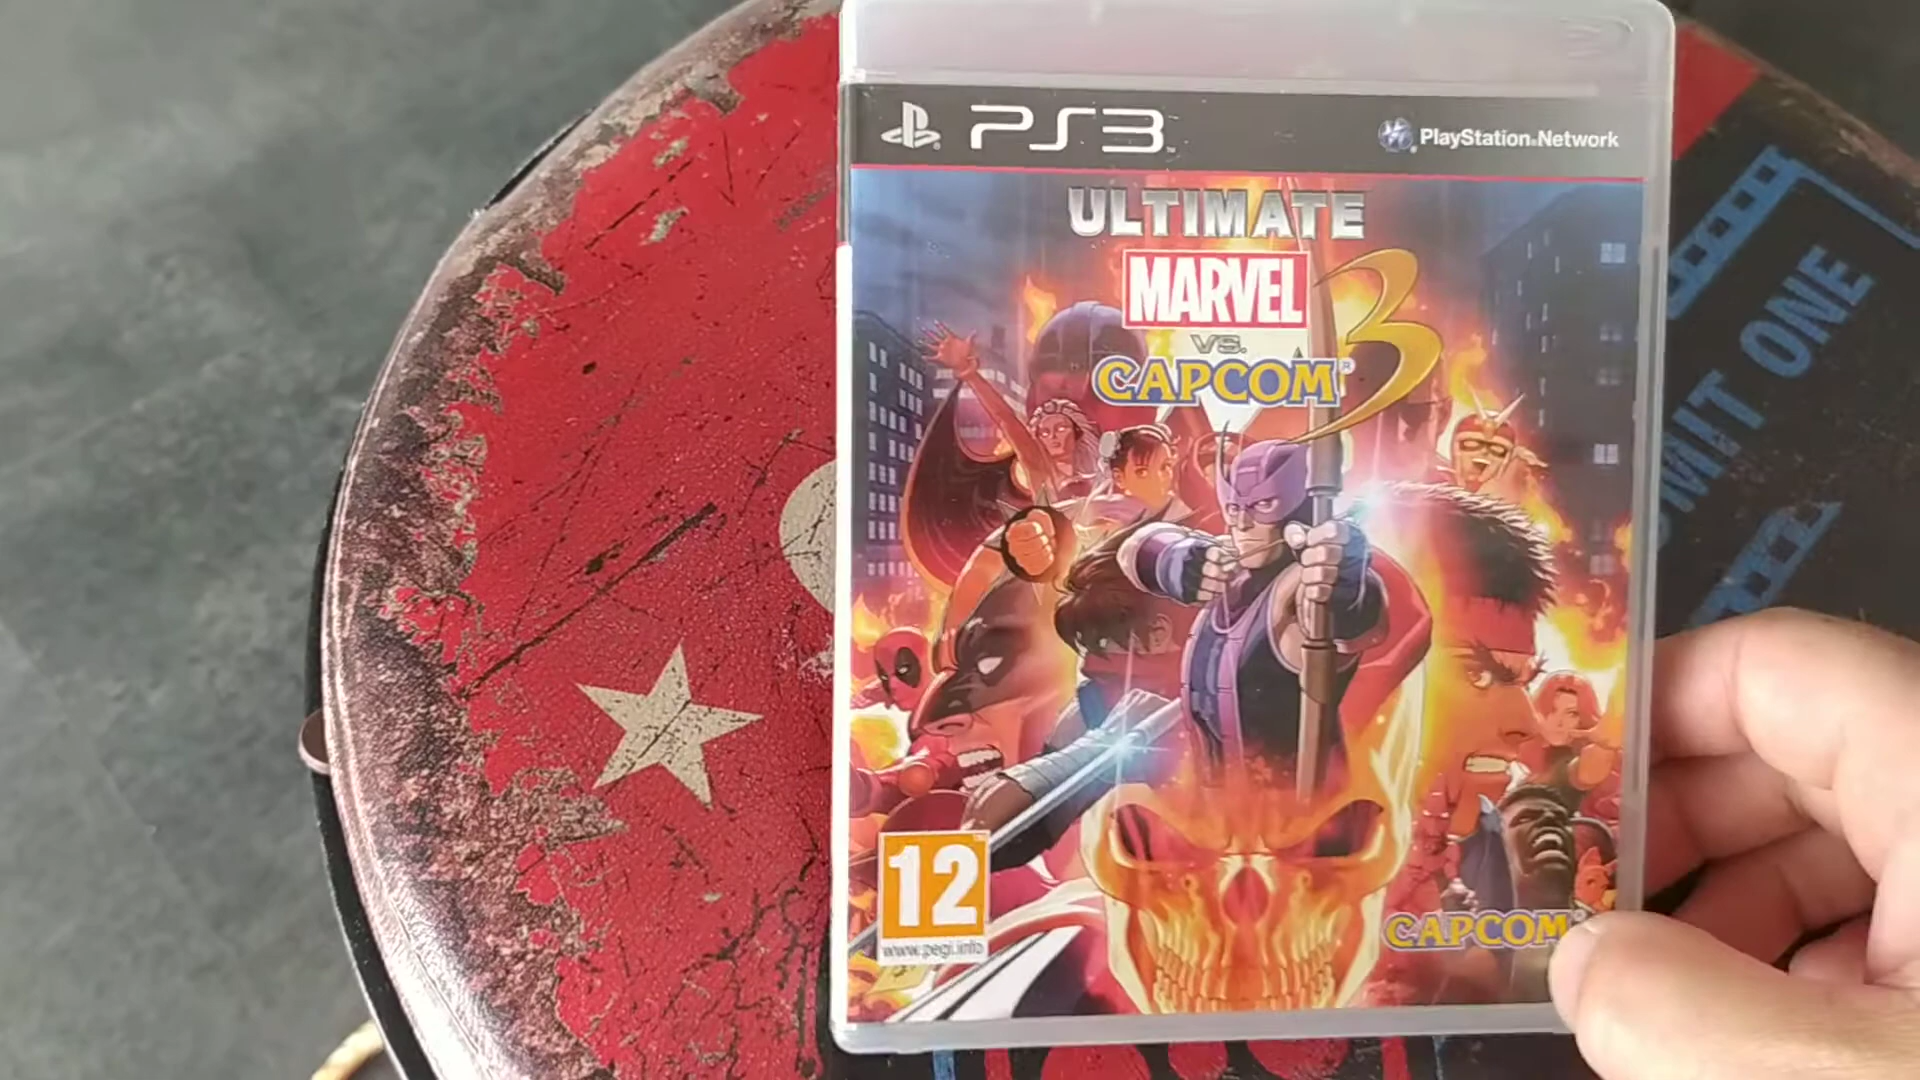 PS3
PlayStation®Network
ULTIMATE
MARVEL
VS.
CAPCOM® 3
12
www.pegi.info
CAPCOM
MIT ONE